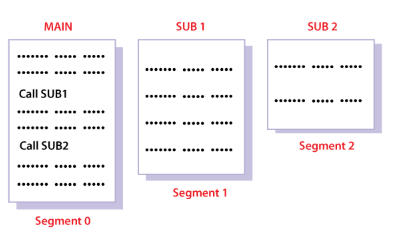 MAIN
Call SUB1
Call SUB2
Segment 0
SUB 1
Segment 1
SUB 2
Segment 2